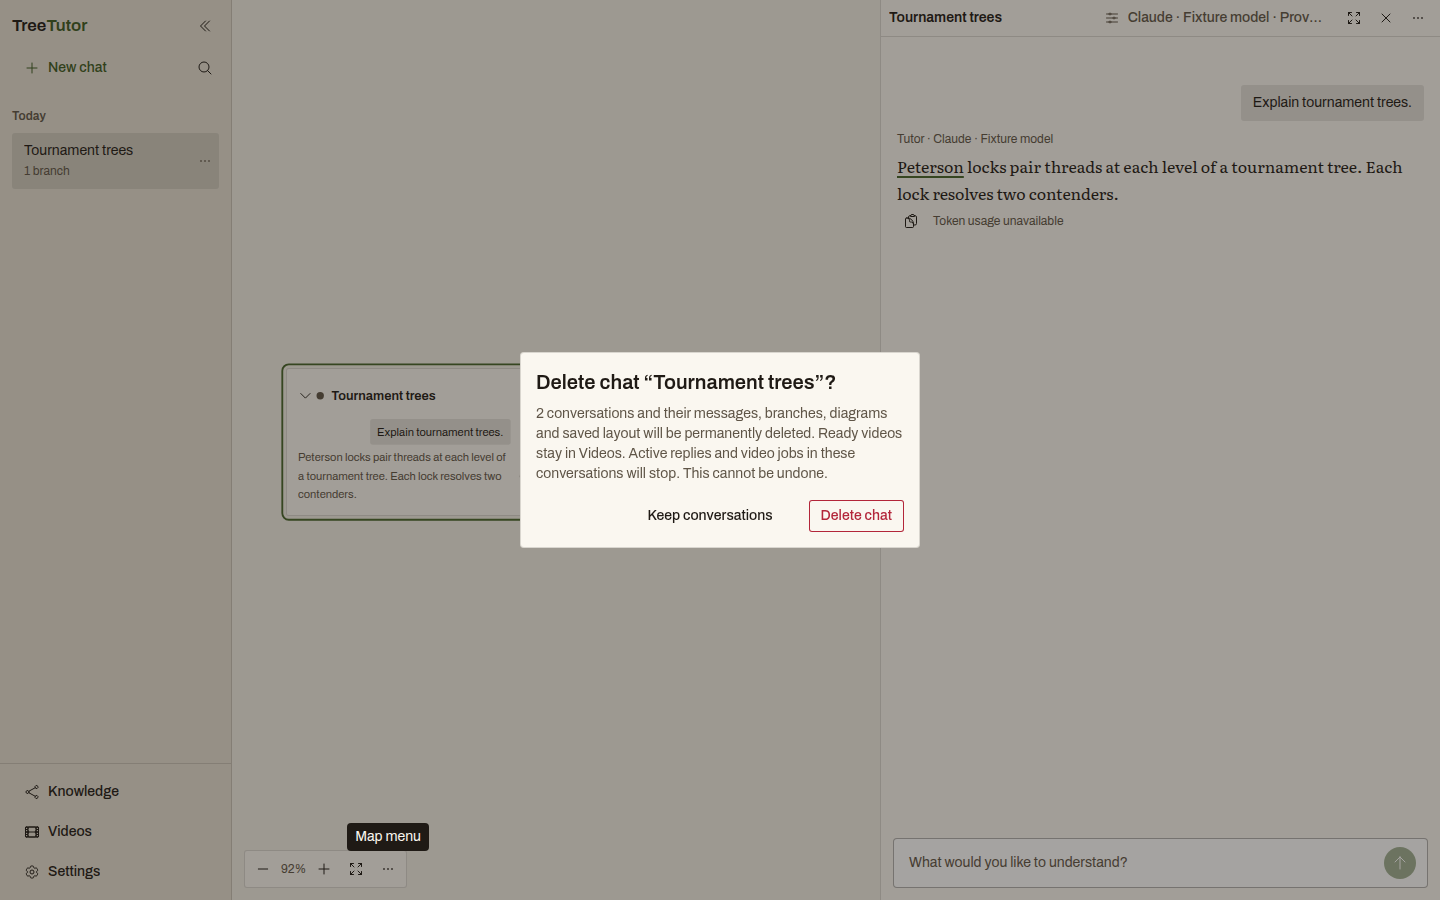 TreeTutor
New chat
Today
Tournament trees
1 branch
Knowledge
Videos
Settings
Tournament trees
Explain tournament trees.
Peterson locks pair threads at each level of
a tournament tree. Each lock resolves two
contenders.
Map menu
92%
Delete chat “Tournament trees”?
2 conversations and their messages, branches, diagrams
and saved layout will be permanently deleted. Ready videos
stay in Videos. Active replies and video jobs in these
conversations will stop. This cannot be undone.
Keep conversations
Delete chat
Tournament trees
Claude · Fixture model · Prov...
Explain tournament trees.
Tutor · Claude · Fixture model
Peterson locks pair threads at each level of a tournament tree. Each
lock resolves two contenders.
Token usage unavailable
What would you like to understand?